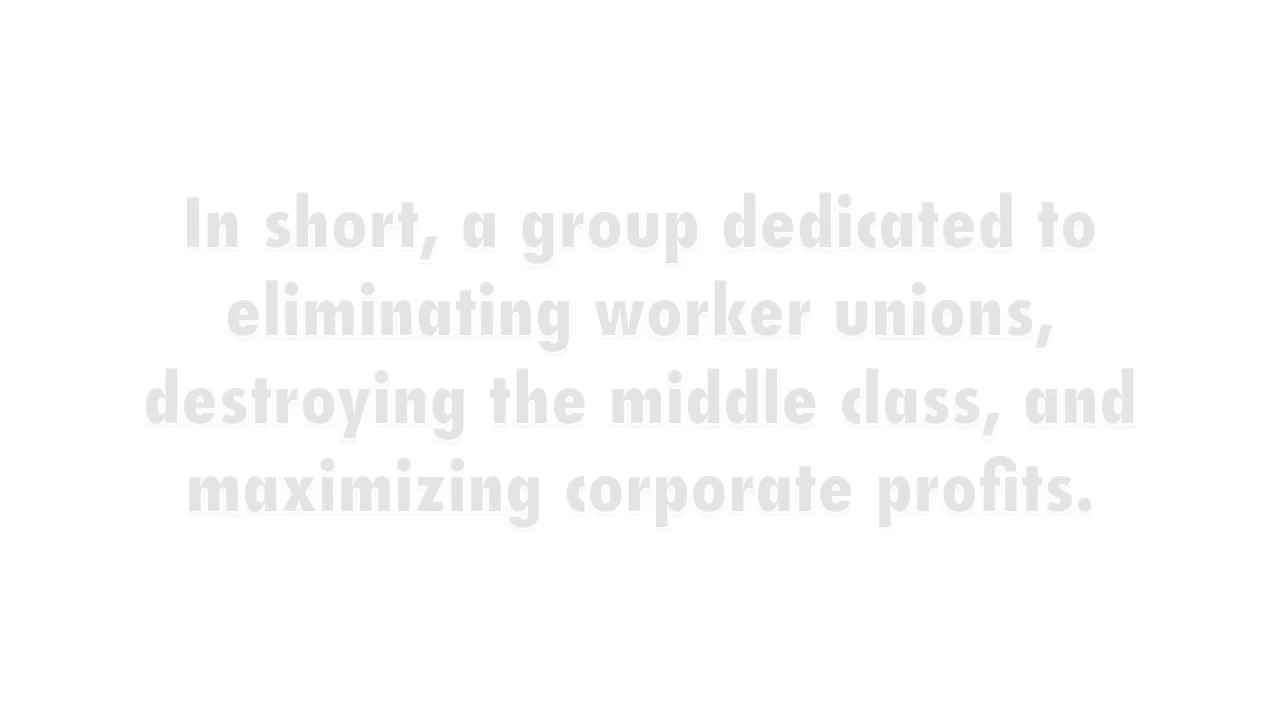 In short, a group dedicated to
eliminating worker unions,
destroying the middle class, and
maximizing corporate profits.